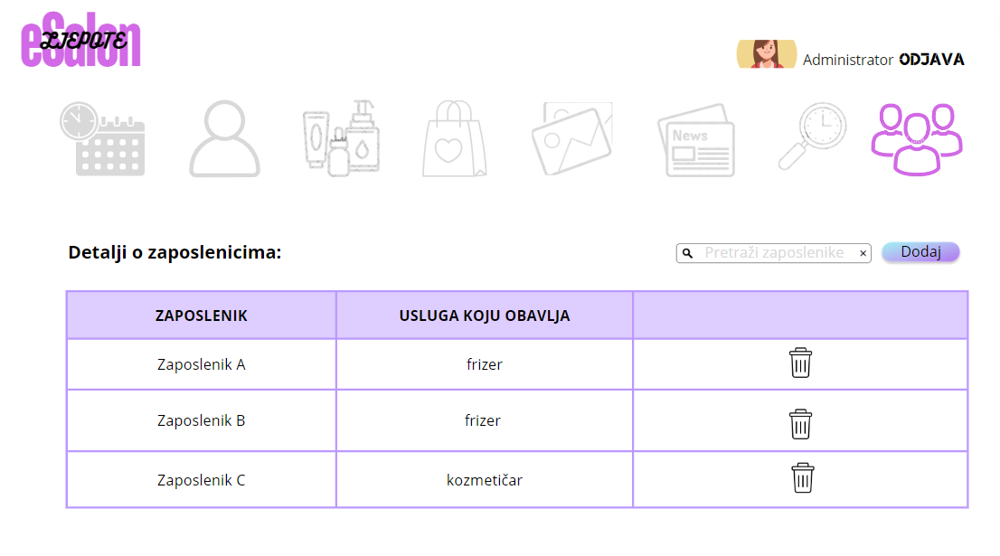 eSalon
LJEPOTE
Administrator ODJAVA
News
Detalji o zaposlenicima:
Pretraži zaposlenike × Dodaj
ZAPOSLENIK USLUGA KOJU OBAVLJA
Zaposlenik A frizer
Zaposlenik B frizer
Zaposlenik C kozmetičar